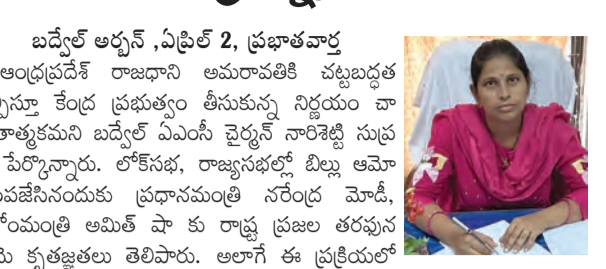 బద్వేల్ అర్బన్ ,ఏప్రిల్ 2, ప్రభాతవార్త
ఆంధ్రప్రదేశ్ రాజధాని అమరావతికి చట్టబద్ధత
స్తూ కేంద్ర ప్రభుత్వం తీసుకున్న నిర్ణయం చా
త్మకమని బద్వేల్ ఏఎంసీ చైర్మన్ నారిశెట్టి సుప్ర
పేర్కొన్నారు. లోక్‌సభ, రాజ్యసభల్లో బిల్లు ఆమో
పజేసినందుకు ప్రధానమంత్రి నరేంద్ర మోడీ,
ోంమంత్రి అమిత్ షా కు రాష్ట్ర ప్రజల తరఫున
కృతజ్ఞతలు తెలిపారు. అలాగే ఈ ప్రక్రియలో